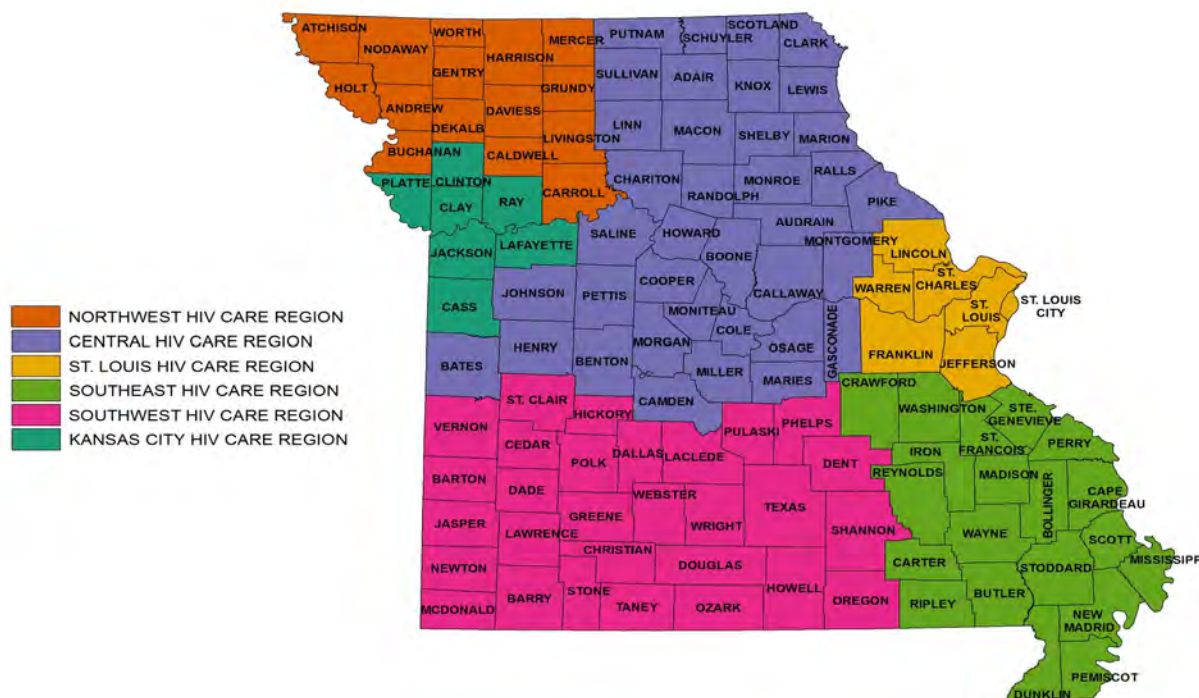 ATCHISON
NODAWAY
WORTH
HARRISON
MERCER
PUTNAM
SCHUYLER
SCOTLAND
CLARK
HOLT
GENTRY
GRUNDY
SULLIVAN
ADAIR
KNOX
LEWIS
ANDREW
DEKALB
DAVIESS
LIVINGSTON
LINN
MACON
SHELBY
MARION
BUCHANAN
CALDWELL
CARROLL
CHARITON
RANDOLPH
MONROE
RALLS
PIKE
PLATTE
CLINTON
CLAY
RAY
AUDRAIN
MONTGOMERY
LINCOLN
JACKSON
LAFAYETTE
SALINE
HOWARD
BOONE
COOPER
CALLAWAY
WARREN
ST.
CHARLES
ST.
LOUIS
ST. LOUIS
CITY
CASS
JOHNSON
PETTIS
MONITEAU
COLE
OSAGE
GASCONADE
FRANKLIN
JEFFERSON
BATES
HENRY
BENTON
MORGAN
MILLER
MARIES
CAMDEN
NORTHWEST HIV CARE REGION
CENTRAL HIV CARE REGION
ST. LOUIS HIV CARE REGION
SOUTHEAST HIV CARE REGION
SOUTHWEST HIV CARE REGION
KANSAS CITY HIV CARE REGION
VERNON
ST. CLAIR
HICKORY
PULASKI
PHELPS
CRAWFORD
WASHINGTON
STE.
GENEVIEVE
ST.
FRANCOIS
PERRY
CEDAR
POLK
DALLAS
LACLEDE
DENT
IRON
REYNOLDS
MADISON
BOLLINGER
CAPE
GIRARDEAU
BARTON
DADE
WEBSTER
TEXAS
JASPER
LAWRENCE
GREENE
WRIGHT
SHANNON
WAYNE
SCOTT
MISSISSIPPI
NEWTON
CHRISTIAN
DOUGLAS
CARTER
STODDARD
MCDONALD
BARRY
STONE
TANEY
OZARK
HOWELL
OREGON
RIPLEY
BUTLER
NEW
MADRID
PEMISCOT
DUNKLIN